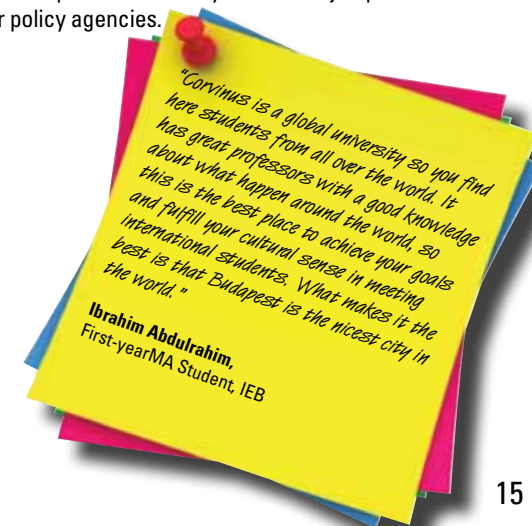 r policy agencies.
"Corvinus is a global university so you find
here students from all over the world. It
has great professors with a good knowledge
about what happen around the world, so
this is the best place to achieve your goals
and fulfill your cultural sense in meeting
international students. What makes it the
best is that Budapest is the nicest city in
the world."
Ibrahim Abdulrahim,
First-yearMA Student, IEB
15